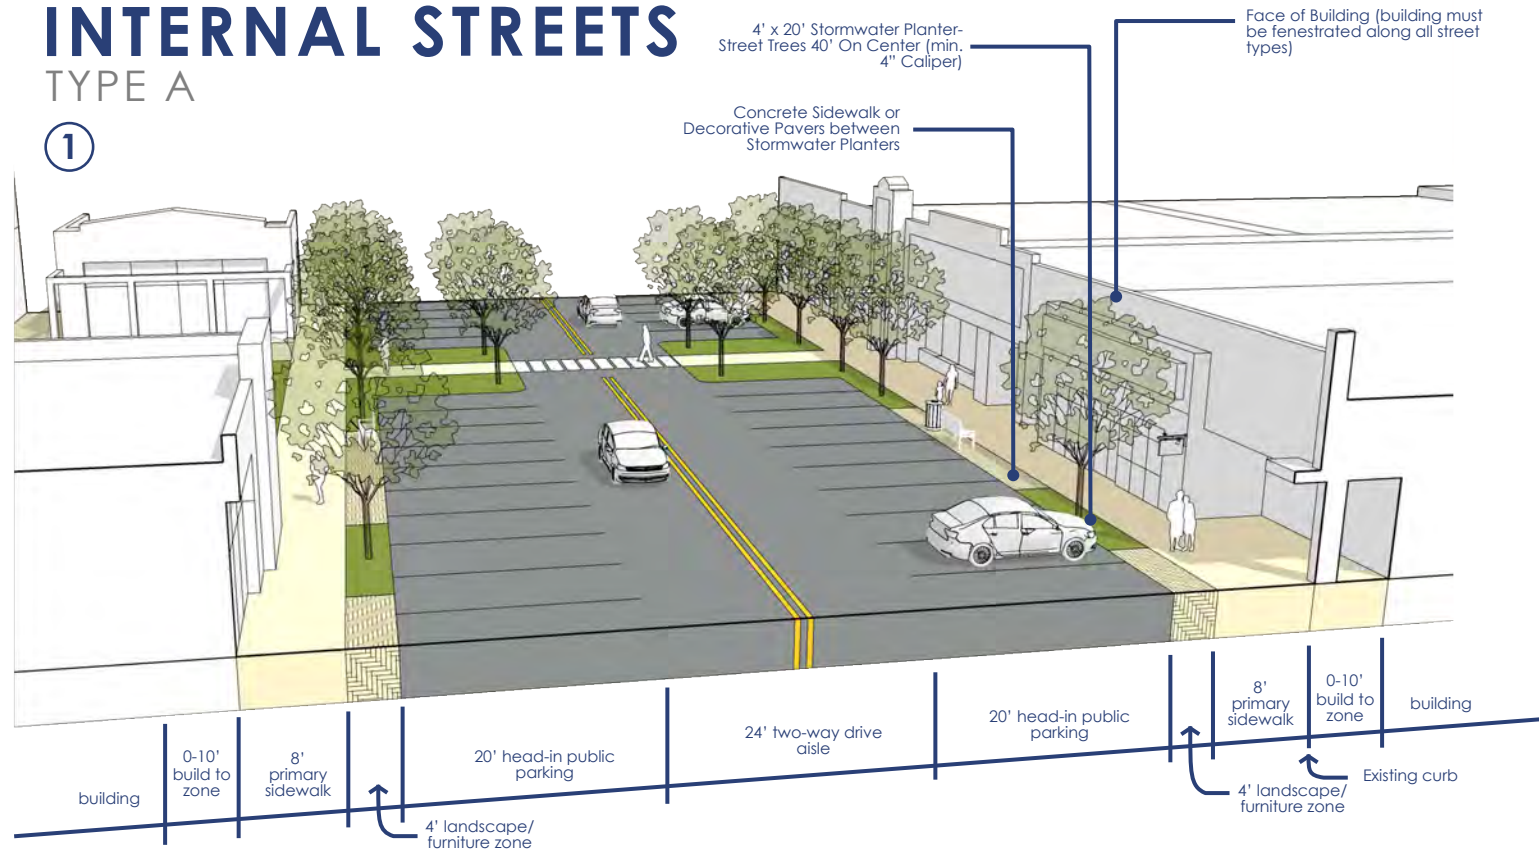 INTERNAL STREETS
TYPE A
1
4’ x 20’ Stormwater Planter-
Street Trees 40’ On Center (min.
4” Caliper)
Face of Building (building must
be fenestrated along all street
types)
Concrete Sidewalk or
Decorative Pavers between
Stormwater Planters
building
0-10’
build to
zone
8’
primary
sidewalk
4’ landscape/
furniture zone
20’ head-in public
parking
24’ two-way drive
aisle
20’ head-in public
parking
4’ landscape/
furniture zone
8’
primary
sidewalk
Existing curb
0-10’
build to
zone
building